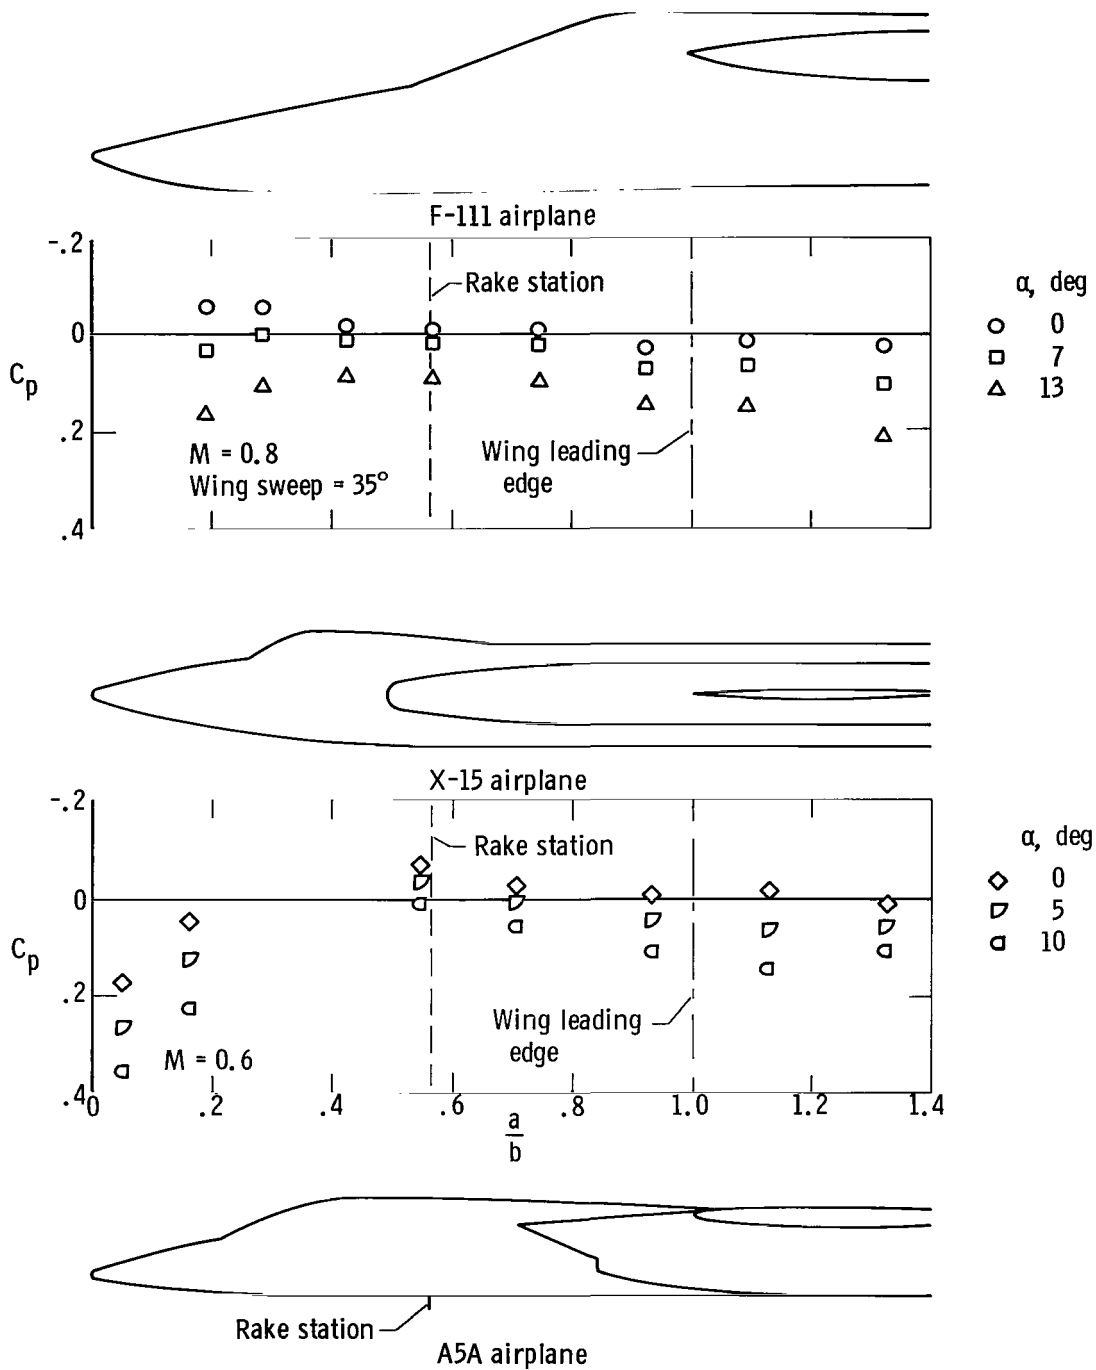 F-111 airplane
-.2
0
.2
.4
Cp
Rake station
Wing leading
edge
M = 0.8
Wing sweep = 35°
α, deg
○ 0
□ 7
△ 13
X-15 airplane
-.2
0
.2
.4
Cp
Rake station
Wing leading
edge
M = 0.6
α, deg
0
5
10
0 .2 .4 .6 .8 1.0 1.2 1.4
a
b
Rake station
A5A airplane